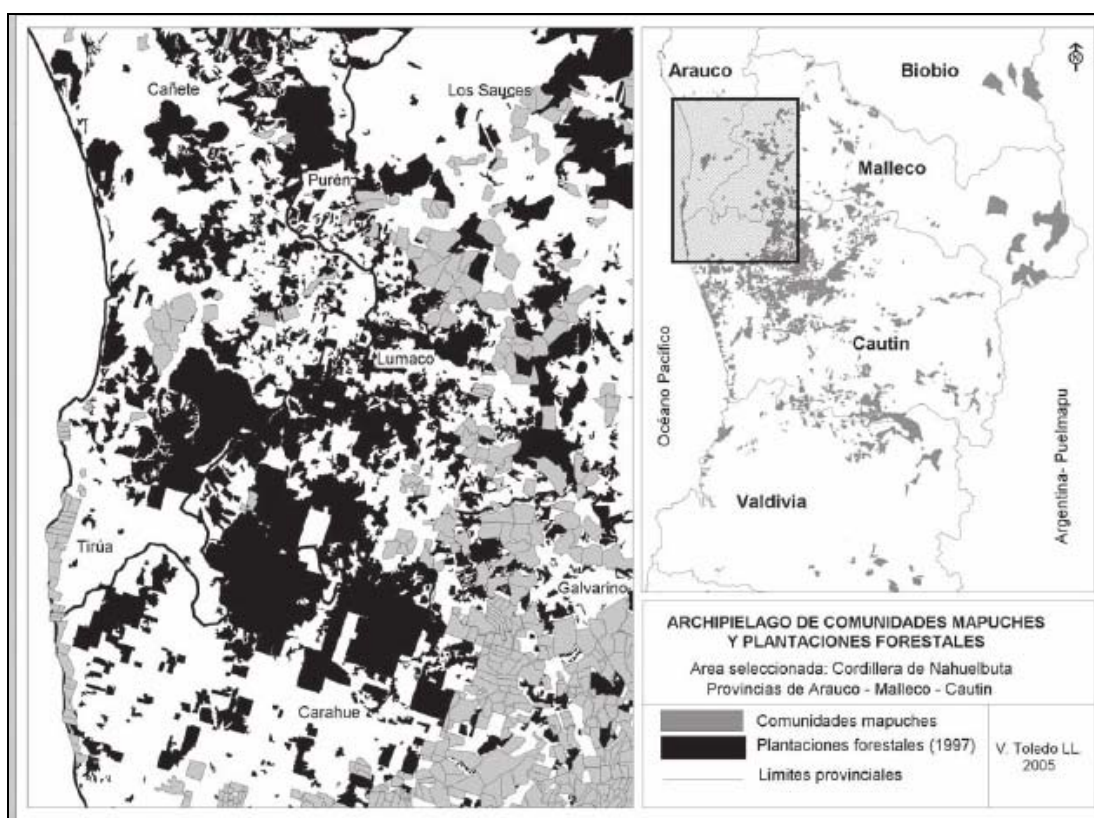 Cañete
Los Sauces
Purén
Lumaco
Tirúa
Galvarino
Carahue
Arauco
Biobio
Malleco
Cautin
Valdivia
Océano Pacífico
Argentina- Puelmapu
N
ARCHIPIELAGO DE COMUNIDADES MAPUCHES
Y PLANTACIONES FORESTALES
Area seleccionada: Cordillera de Nahuelbuta
Provincias de Arauco - Malleco - Cautin
Comunidades mapuches
Plantaciones forestales (1997)
Límites provinciales
V. Toledo LL.
2005